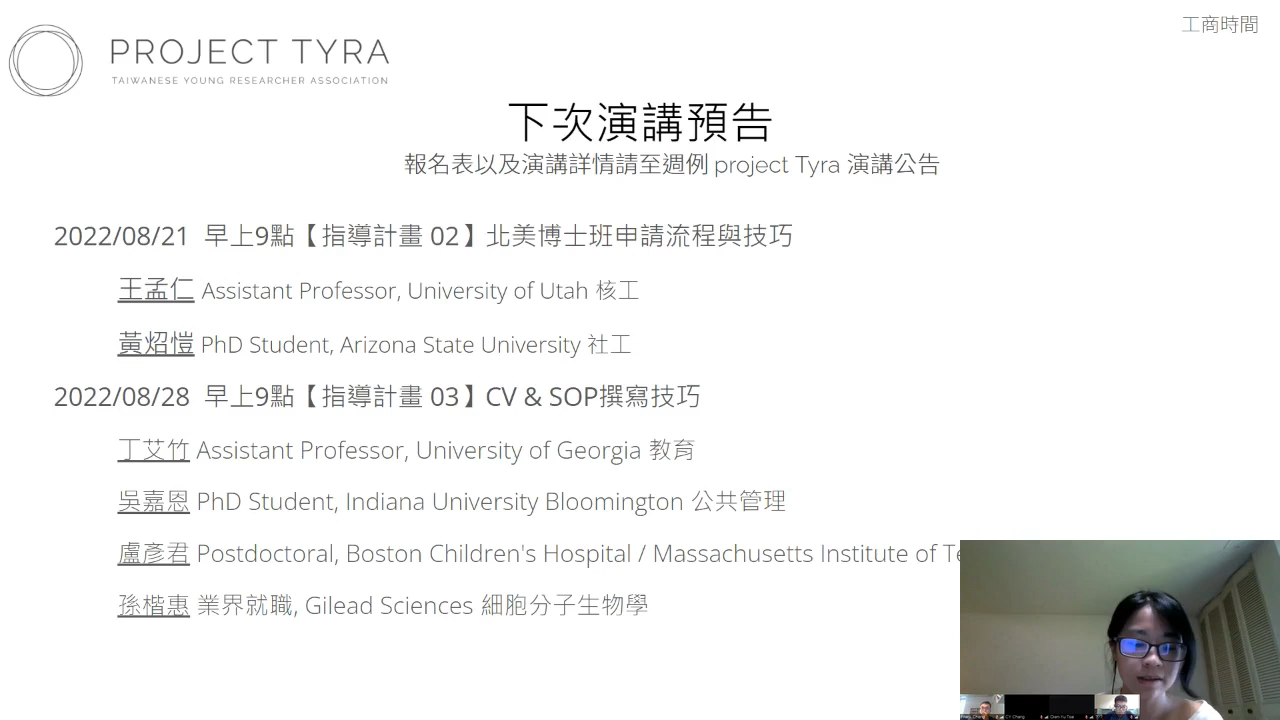 工商時間
PROJECT TYRA
TAIWANESE YOUNG RESEARCHER ASSOCIATION
下次演講預告
報名表以及演講詳情請至週例 project Tyra 演講公告
2022/08/21 早上9點【指導計畫 02】北美博士班申請流程與技巧
王孟仁 Assistant Professor, University of Utah 核工
黃炤愷 PhD Student, Arizona State University 社工
2022/08/28 早上9點【指導計畫 03】CV & SOP撰寫技巧
丁艾竹 Assistant Professor, University of Georgia 教育
吳嘉恩 PhD Student, Indiana University Bloomington 公共管理
盧彥君 Postdoctoral, Boston Children's Hospital / Massachusetts Institute of
孫楷惠 業界就職, Gilead Sciences 細胞分子生物學